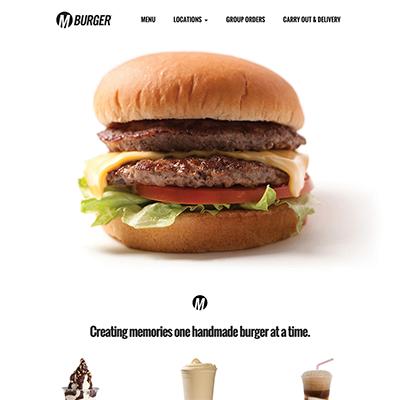 M BURGER MENU LOCATIONS GROUP ORDERS CARRY OUT & DELIVERY
M
Creating memories one handmade burger at a time.